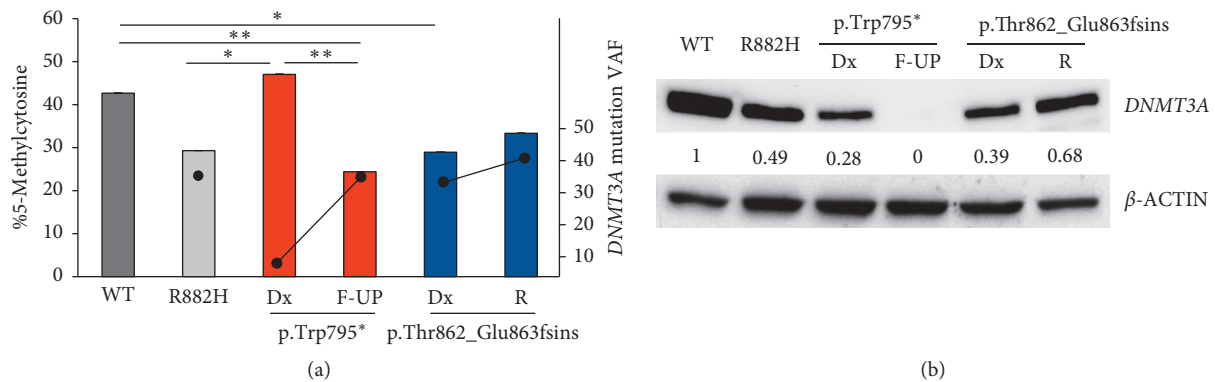 60
50
40
30
20
10
0
%5-Methylcytosine
*
**
* **
50
40
30
20
10
DNMT3A mutation VAF
WT R882H Dx F-UP Dx R
p.Trp795* p.Thr862_Glu863fsins
(a)
WT R882H p.Trp795* p.Thr862_Glu863fsins
Dx F-UP Dx R
DNMT3A
1 0.49 0.28 0 0.39 0.68
β-ACTIN
(b)